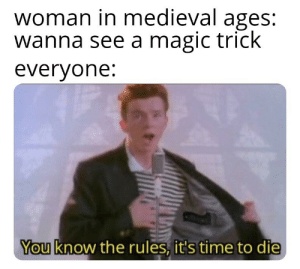 woman in medieval ages:
wanna see a magic trick
everyone:
You know the rules, it's time to die